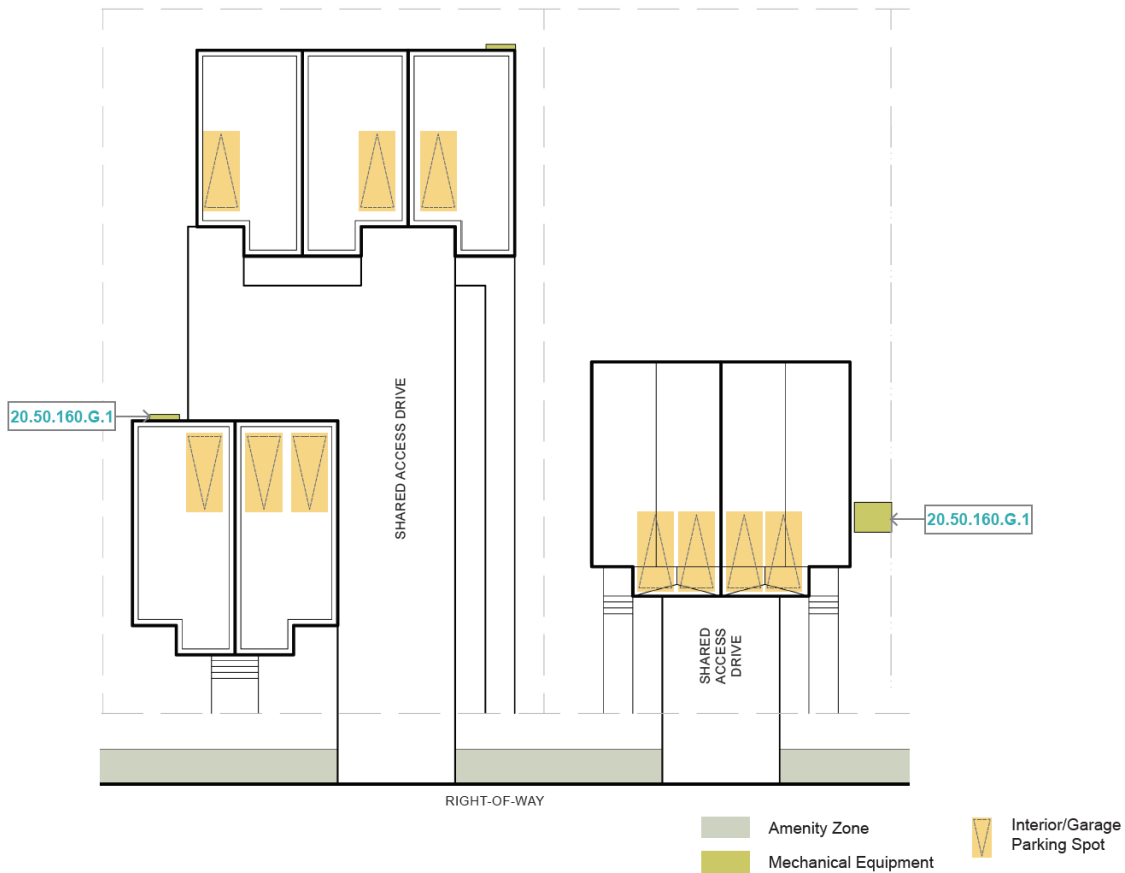 20.50.160.G.1
SHARED ACCESS DRIVE
20.50.160.G.1
SHARED
ACCESS
DRIVE
RIGHT-OF-WAY
Amenity Zone
Mechanical Equipment
Interior/Garage
Parking Spot